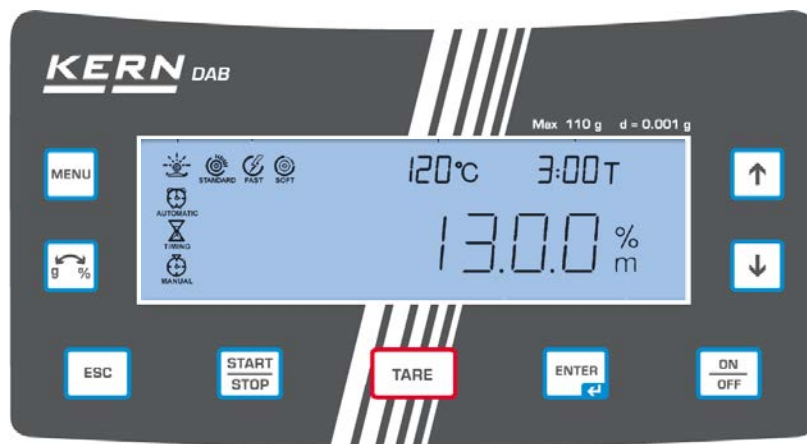 KERN DAB
Max 110 g d = 0.001 g
MENU
STANDARD FAST SOFT
120°C 3:00 T
AUTOMATIC
TIMING
MANUAL
13.0.0 % m
g %
ESC
START
STOP
TARE
ENTER
ON
OFF